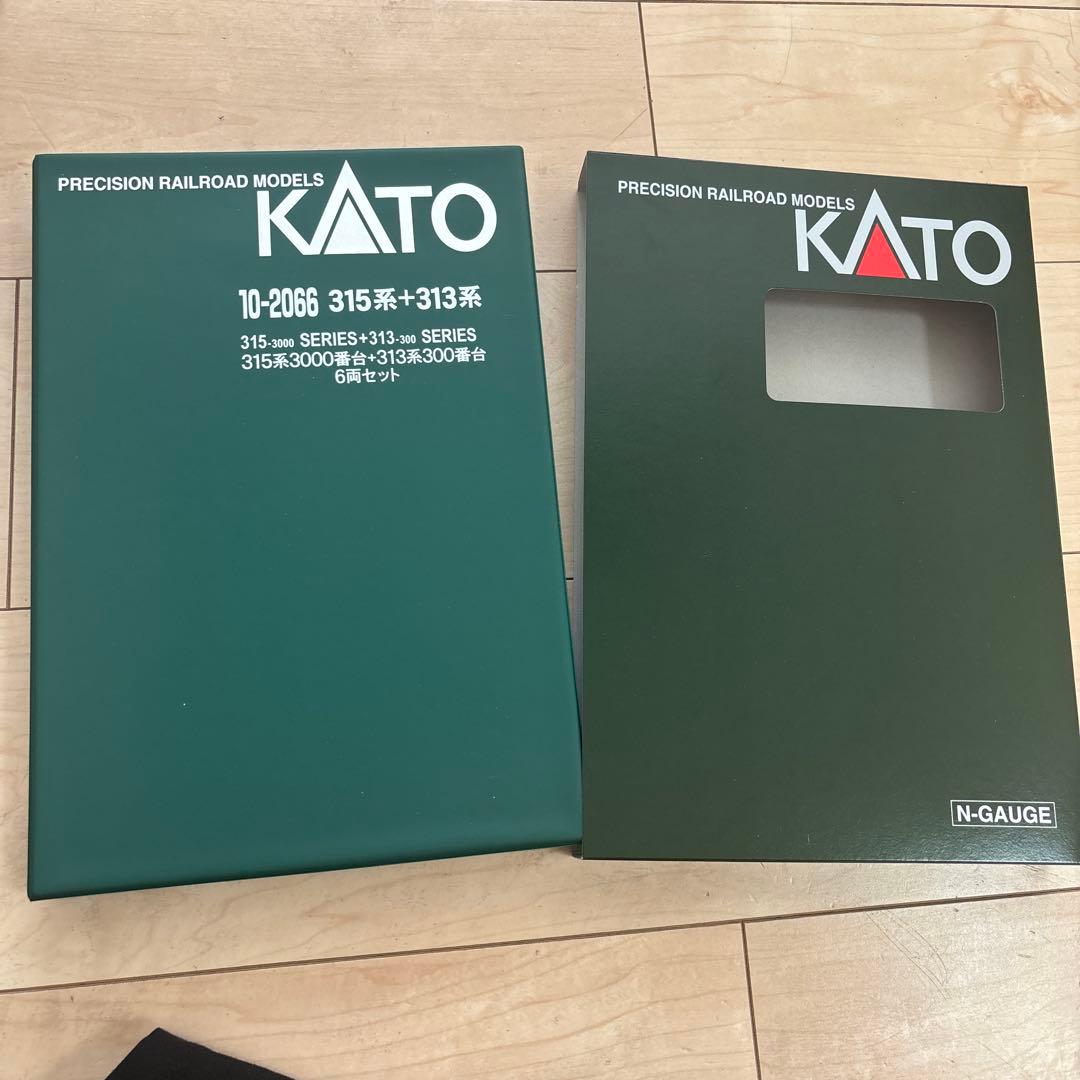 PRECISION RAILROAD MODELS
KATO
10-2066 315系+313系
315-3000 SERIES+313-300 SERIES
315系3000番台+313系300番台
6両セット
PRECISION RAILROAD MODELS
KATO
N-GAUGE